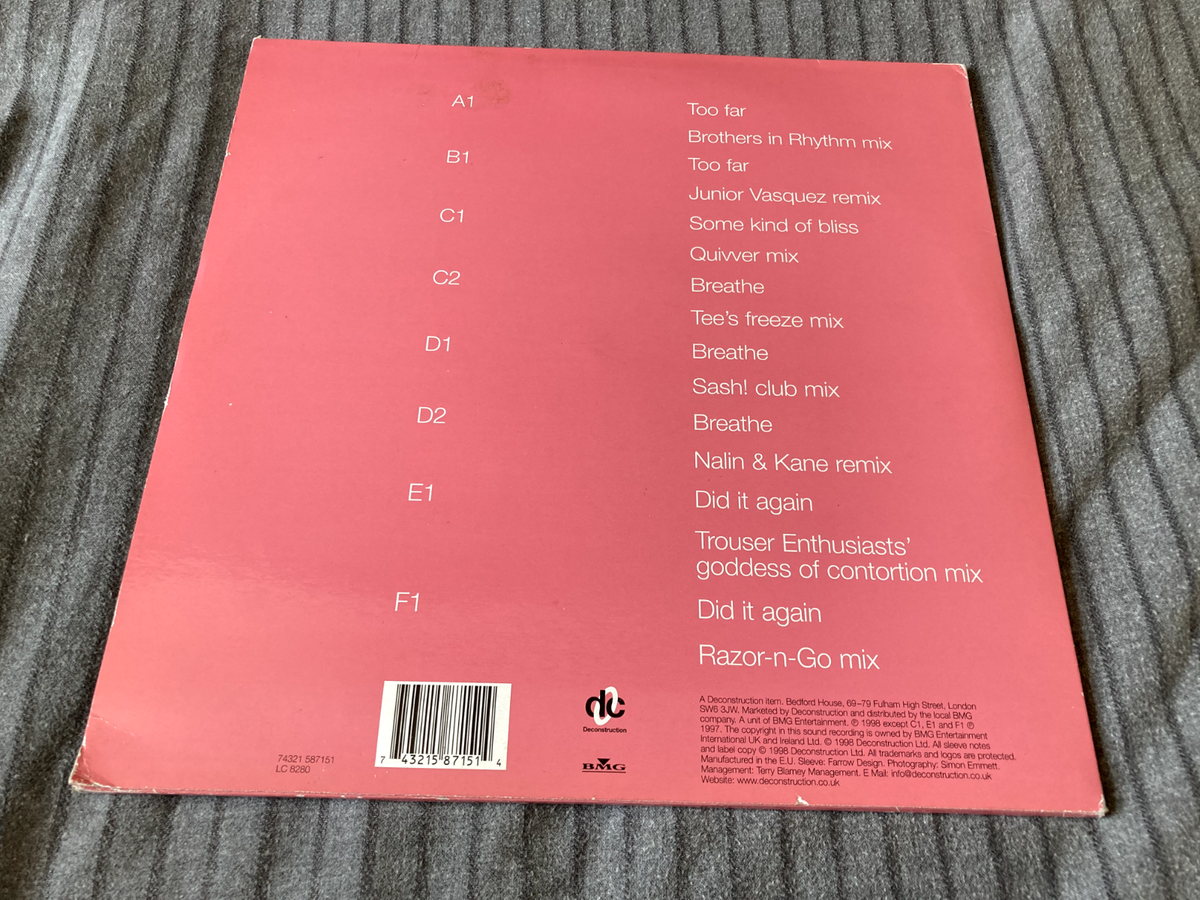 A1
Too far
Brothers in Rhythm mix
B1
Too far
Junior Vasquez remix
C1
Some kind of bliss
Quivver mix
C2
Breathe
Tee's freeze mix
D1
Breathe
Sash! club mix
D2
Breathe
Nalin & Kane remix
E1
Did it again
Trouser Enthusiasts'
goddess of contortion mix
F1
Did it again
Razor-n-Go mix
74321 587151
LC 8280
7 43215 87151 4
dc
Deconstruction
BMG
A Deconstruction item. Bedford House, 69–79 Fulham High Street, London
SW6 3JW. Marketed by Deconstruction and distributed by the local BMG
company. A unit of BMG Entertainment. ℗ 1998 except C1, E1 and F1 ℗
1997. The copyright in this sound recording is owned by BMG Entertainment
International UK and Ireland Ltd. © 1998 Deconstruction Ltd. All sleeve notes
and label copy © 1998 Deconstruction Ltd. All trademarks and logos are protected.
Manufactured in the E.U. Sleeve: Farrow Design. Photography: Simon Emmett.
Management: Terry Blamey Management. E Mail: info@deconstruction.co.uk
Website: www.deconstruction.co.uk